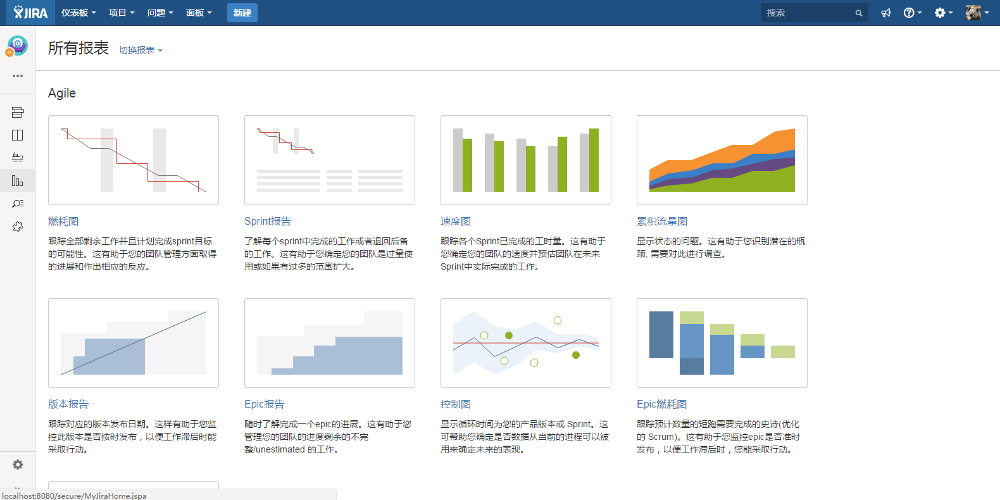 JIRA 仪表板 项目 问题 面板 新建 搜索
所有报表 切换报表
Agile
燃耗图
跟踪全部剩余工作并且计划完成sprint目标
的可能性。这有助于您的团队管理方面取得
的进展和作出相应的反应。
Sprint报告
了解每个sprint中完成的工作或者退回后备
的工作。这有助于您确定您的团队是过量使
用或如果有过多的范围扩大。
速度图
跟踪各个Sprint已完成的工时量。这有助于
您确定您的团队的速度并预估团队在未来
Sprint中实际完成的工作。
累积流量图
显示状态的问题。这有助于您识别潜在的瓶
颈, 需要对此进行调查。
版本报告
跟踪对应的版本发布日期。这样有助于您监
控此版本是否按时发布，以便工作滞后时能
采取行动。
Epic报告
随时了解完成一个epic的进展。这有助于您
管理您的团队的进度剩余的不完
整/unestimated 的工作。
控制图
显示循环时间为您的产品版本或 Sprint。这
可帮助您确定是否数据从当前的进程可以被
用来确定未来的表现。
Epic燃耗图
跟踪预计数量的短跑需要完成的史诗(优化
的 Scrum)。这有助于您监控epic是否准时
发布，以便工作滞后时，您能采取行动。
localhost:8080/secure/MyJiraHome.jspa